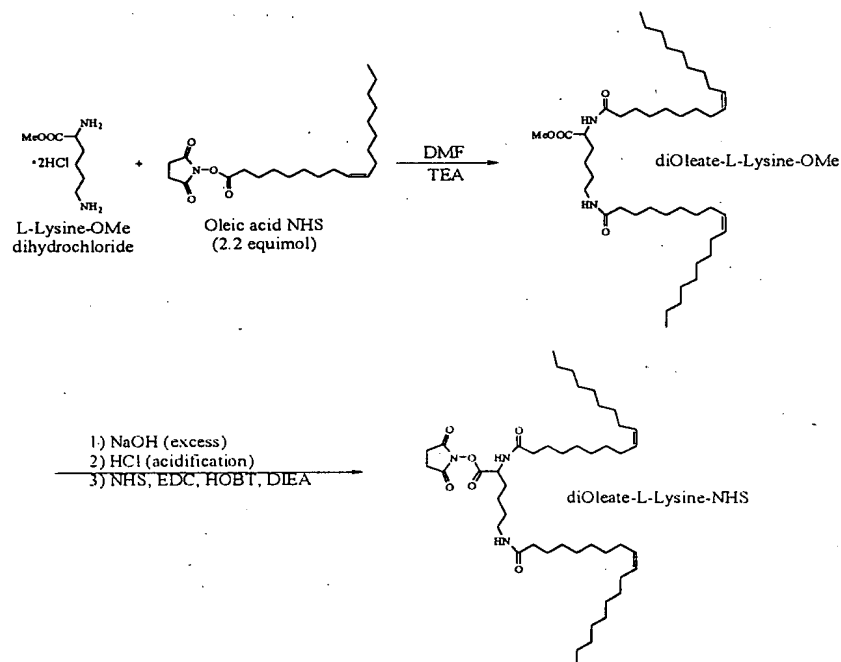 NH₂
MeOOC
•2HCl
NH₂
L-Lysine-OMe
dihydrochloride
+
O
N-O
O
O
Oleic acid NHS
(2.2 equimol)
DMF
TEA
O
HN
MeOOC
HN
O
diOleate-L-Lysine-OMe
1) NaOH (excess)
2) HCl (acidification)
3) NHS, EDC, HOBT, DIEA
O
N-O
O
O
HN
O
HN
O
diOleate-L-Lysine-NHS